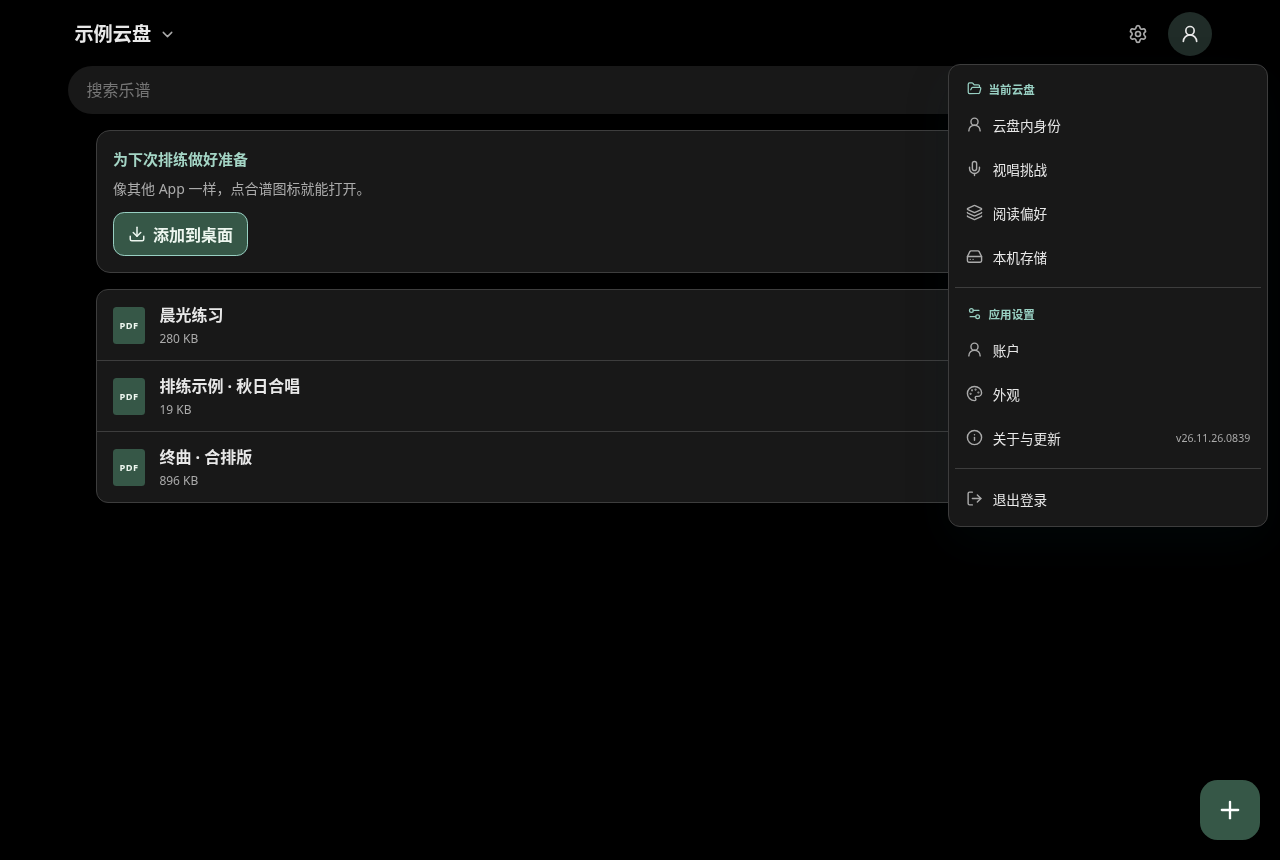 示例云盘
搜索乐谱
为下次排练做好准备
像其他 App 一样，点合谱图标就能打开。
添加到桌面
PDF
晨光练习
280 KB
PDF
排练示例 · 秋日合唱
19 KB
PDF
终曲 · 合排版
896 KB
当前云盘
云盘内身份
视唱挑战
阅读偏好
本机存储
应用设置
账户
外观
关于与更新 v26.11.26.0839
退出登录